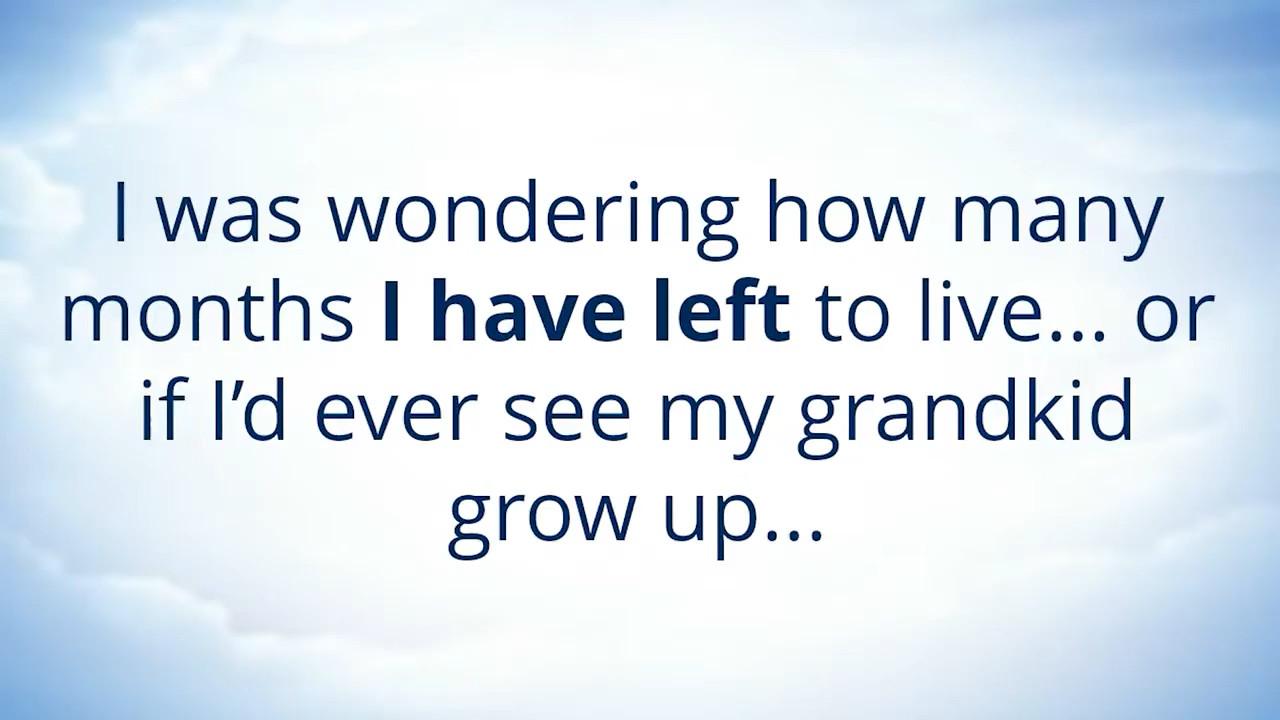 I was wondering how many
months I have left to live... or
if I’d ever see my grandkid
grow up...